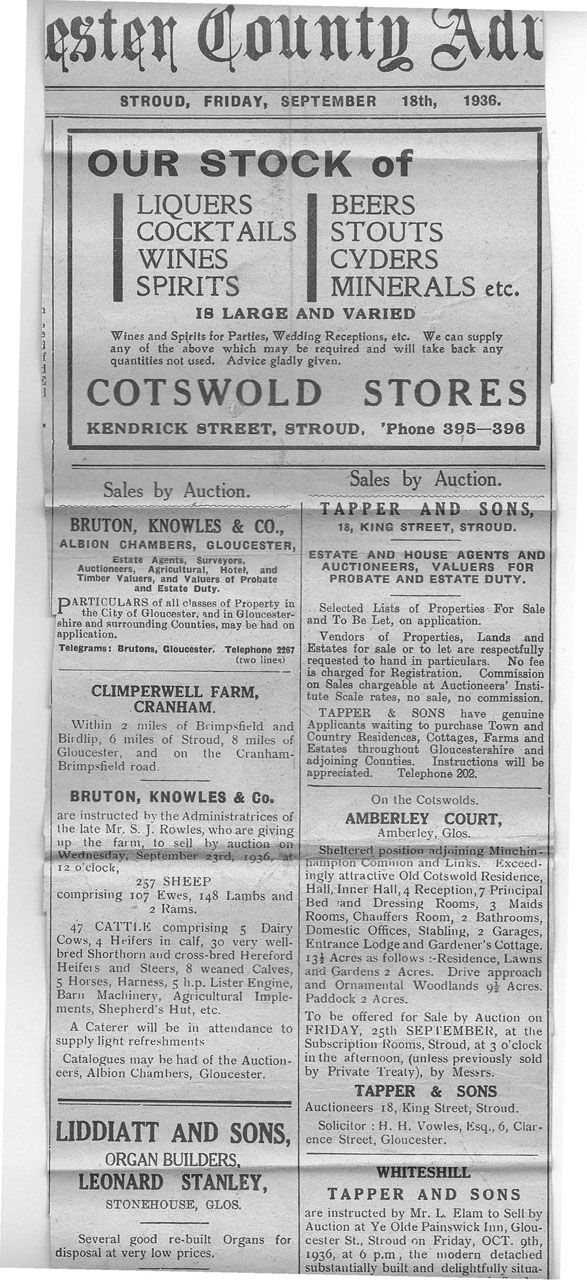 ester County Adv
STROUD, FRIDAY, SEPTEMBER 18th, 1936.
OUR STOCK of
LIQUERS
COCKTAILS
WINES
SPIRITS
BEERS
STOUTS
CYDERS
MINERALS etc.
IS LARGE AND VARIED
Wines and Spirits for Parties, Wedding Receptions, etc. We can supply
any of the above which may be required and will take back any
quantities not used. Advice gladly given.
COTSWOLD STORES
KENDRICK STREET, STROUD, 'Phone 395—396
Sales by Auction.
BRUTON, KNOWLES & CO.,
ALBION CHAMBERS, GLOUCESTER,
Estate Agents, Surveyors,
Auctioneers, Agricultural, Hotel, and
Timber Valuers, and Valuers of Probate
and Estate Duty.
PARTICULARS of all classes of Property in
the City of Gloucester, and in Gloucester-
shire and surrounding Counties, may be had on
application.
Telegrams: Brutons, Gloucester. Telephone 2267
(two lines)
CLIMPERWELL FARM,
CRANHAM.
Within 2 miles of Brimpsfield and
Birdlip, 6 miles of Stroud, 8 miles of
Gloucester, and on the Cranham-
Brimpsfield road.
BRUTON, KNOWLES & Co.
are instructed by the Administratrices of
the late Mr. S. J. Rowles, who are giving
up the farm, to sell by auction on
Wednesday, September 23rd, 1936, at
12 o'clock,
257 SHEEP
comprising 107 Ewes, 148 Lambs and
2 Rams.
47 CATTLE comprising 5 Dairy
Cows, 4 Heifers in calf, 30 very well-
bred Shorthorn and cross-bred Hereford
Heifers and Steers, 8 weaned Calves,
5 Horses, Harness, 5 h.p. Lister Engine,
Barn Machinery, Agricultural Imple-
ments, Shepherd's Hut, etc.
A Caterer will be in attendance to
supply light refreshments
Catalogues may be had of the Auction-
eers, Albion Chambers, Gloucester.
LIDDIATT AND SONS,
ORGAN BUILDERS,
LEONARD STANLEY,
STONEHOUSE, GLOS.
Several good re-built Organs for
disposal at very low prices.
Sales by Auction.
TAPPER AND SONS,
18, KING STREET, STROUD.
ESTATE AND HOUSE AGENTS AND
AUCTIONEERS, VALUERS FOR
PROBATE AND ESTATE DUTY.
Selected Lists of Properties For Sale
and To Be Let, on application.
Vendors of Properties, Lands and
Estates for sale or to let are respectfully
requested to hand in particulars. No fee
is charged for Registration. Commission
on Sales chargeable at Auctioneers' Insti-
tute Scale rates, no sale, no commission.
TAPPER & SONS have genuine
Applicants waiting to purchase Town and
Country Residences, Cottages, Farms and
Estates throughout Gloucestershire and
adjoining Counties. Instructions will be
appreciated. Telephone 202.
On the Cotswolds.
AMBERLEY COURT,
Amberley, Glos.
Sheltered position adjoining Minchin-
hampton Common and Links. Exceed-
ingly attractive Old Cotswold Residence,
Hall, Inner Hall, 4 Reception, 7 Principal
Bed and Dressing Rooms, 3 Maids
Rooms, Chauffers Room, 2 Bathrooms,
Domestic Offices, Stabling, 2 Garages,
Entrance Lodge and Gardener's Cottage.
13½ Acres as follows :-Residence, Lawns
and Gardens 2 Acres. Drive approach
and Ornamental Woodlands 9½ Acres.
Paddock 2 Acres.
To be offered for Sale by Auction on
FRIDAY, 25th SEPTEMBER, at the
Subscription Rooms, Stroud, at 3 o'clock
in the afternoon, (unless previously sold
by Private Treaty), by Messrs.
TAPPER & SONS
Auctioneers 18, King Street, Stroud.
Solicitor : H. H. Vowles, Esq., 6, Clar-
ence Street, Gloucester.
WHITESHILL
TAPPER AND SONS
are instructed by Mr. L. Elam to Sell by
Auction at Ye Olde Painswick Inn, Glou-
cester St., Stroud on Friday, OCT. 9th,
1936, at 6 p.m, the modern detached
substantially built and delightfully situa-